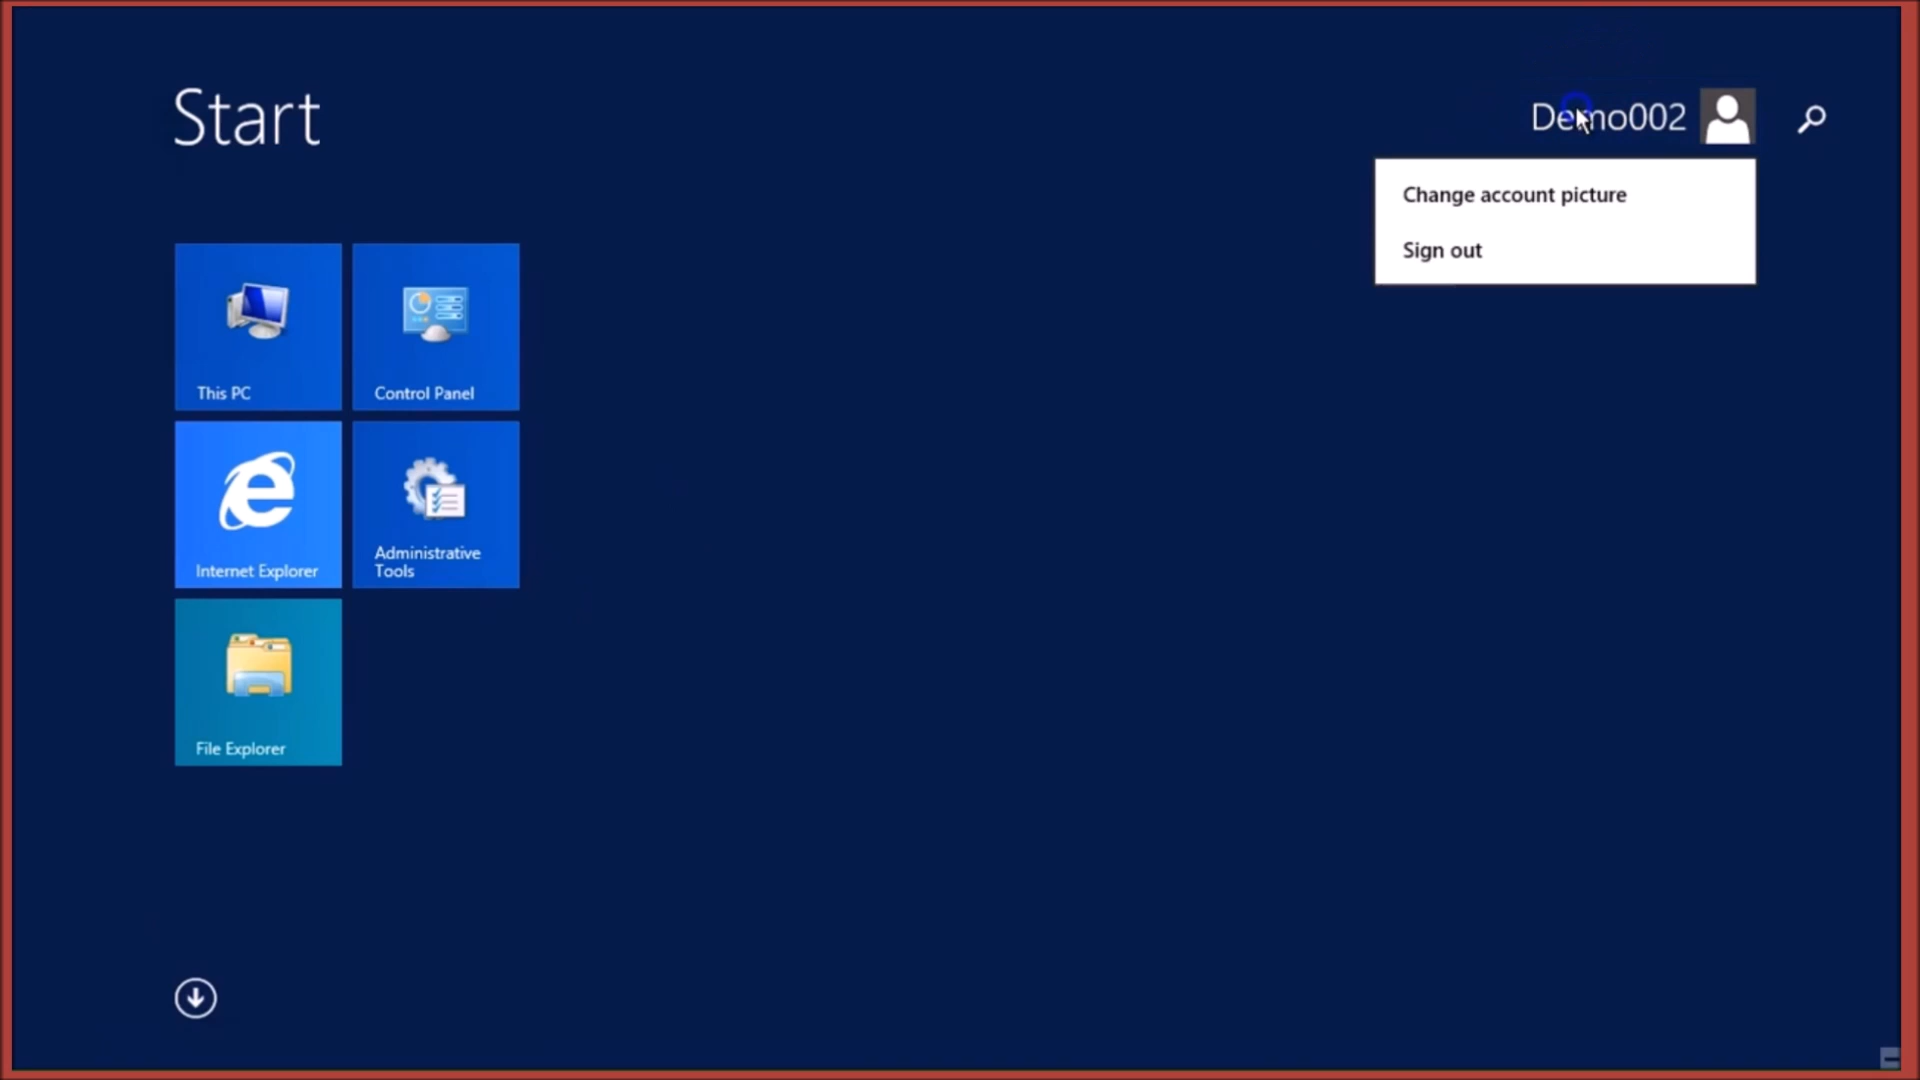 Start
Demo002
Change account picture
Sign out
This PC
Control Panel
Internet Explorer
Administrative
Tools
File Explorer